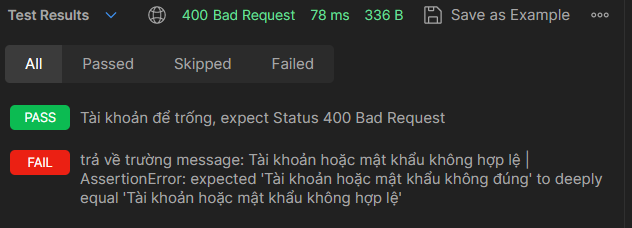 Test Results 400 Bad Request 78 ms 336 B Save as Example
All Passed Skipped Failed
PASS Tài khoản để trống, expect Status 400 Bad Request
FAIL trả về trường message: Tài khoản hoặc mật khẩu không hợp lệ |
AssertionError: expected 'Tài khoản hoặc mật khẩu không đúng' to deeply
equal 'Tài khoản hoặc mật khẩu không hợp lệ'